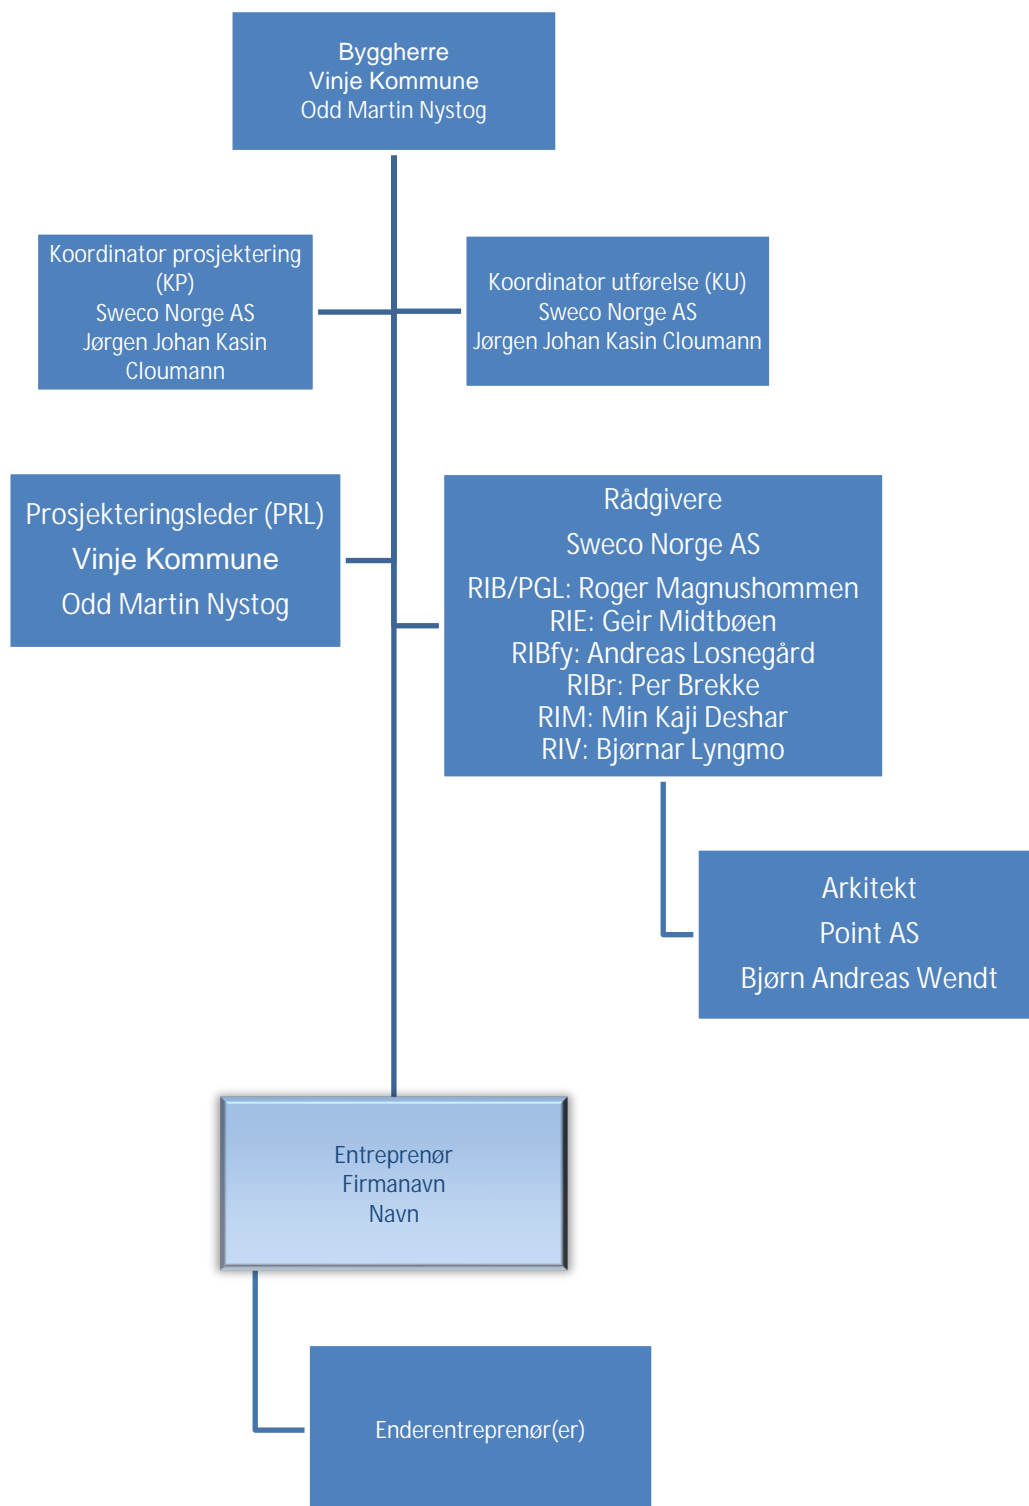 Byggherre
Vinje Kommune
Odd Martin Nystog
Koordinator prosjektering
(KP)
Sweco Norge AS
Jørgen Johan Kasin
Cloumann
Koordinator utførelse (KU)
Sweco Norge AS
Jørgen Johan Kasin Cloumann
Prosjekteringsleder (PRL)
Vinje Kommune
Odd Martin Nystog
Rådgivere
Sweco Norge AS
RIB/PGL: Roger Magnushommen
RIE: Geir Midtbøen
RIBfy: Andreas Losnegård
RIBr: Per Brekke
RIM: Min Kaji Deshar
RIV: Bjørnar Lyngmo
Arkitekt
Point AS
Bjørn Andreas Wendt
Entreprenør
Firmanavn
Navn
Enderentreprenør(er)